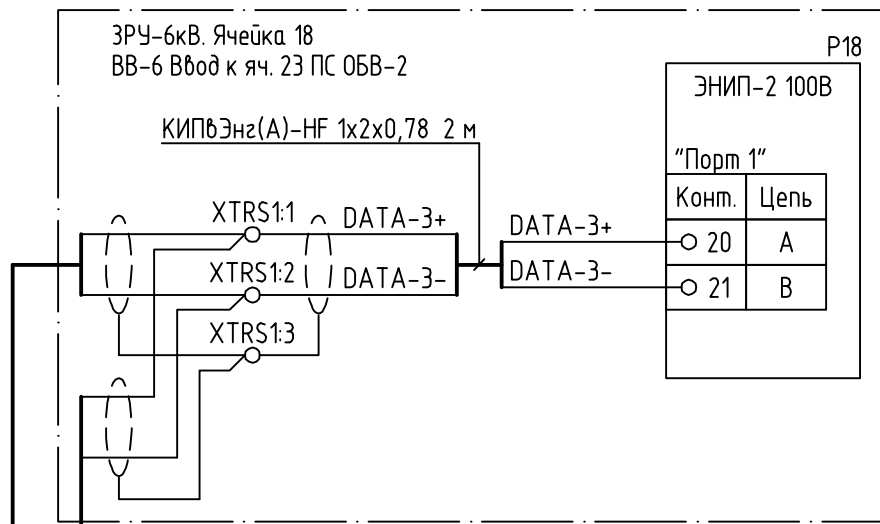 ЗРУ-6кВ. Ячейка 18
ВВ-6 Ввод к яч. 23 ПС ОБВ-2
Р18
ЭНИП-2 100В
КИПвЭнг(А)-HF 1х2х0,78 2 м
"Порт 1"
Конт. Цепь
20 А
21 В
XTRS1:1
DATA-3+
DATA-3+
XTRS1:2
DATA-3-
DATA-3-
XTRS1:3